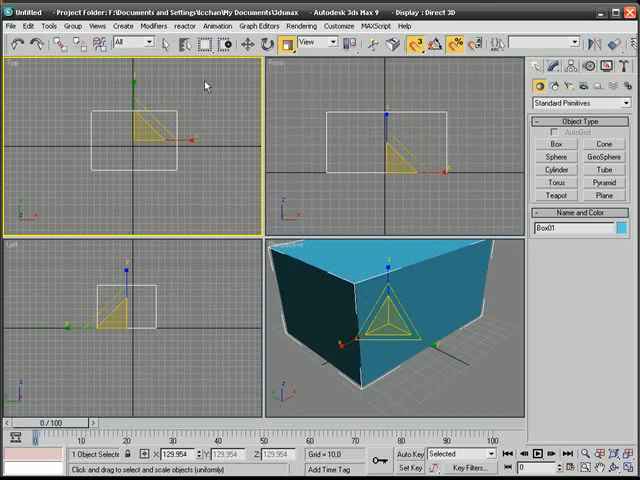 Untitled - Project Folder: F:\Documents and Settings\lcchan\My Documents\3dsmax - Autodesk 3ds Max 9 - Display : Direct 3D
File Edit Tools Group Views Create Modifiers reactor Animation Graph Editors Rendering Customize MAXScript Help
All View
Top
Front
Standard Primitives
Object Type
AutoGrid
Box Cone
Sphere GeoSphere
Cylinder Tube
Torus Pyramid
Teapot Plane
Name and Color
Box01
Left
Perspective
0 / 100
0 10 20 30 40 50 60 70 80 90 100
1 Object Selecte X: 129.954 Y: 129.954 Z: 129.954 Grid = 10,0 Auto Key Selected
Click and drag to select and scale objects (uniformly) Add Time Tag Set Key Key Filters... 0